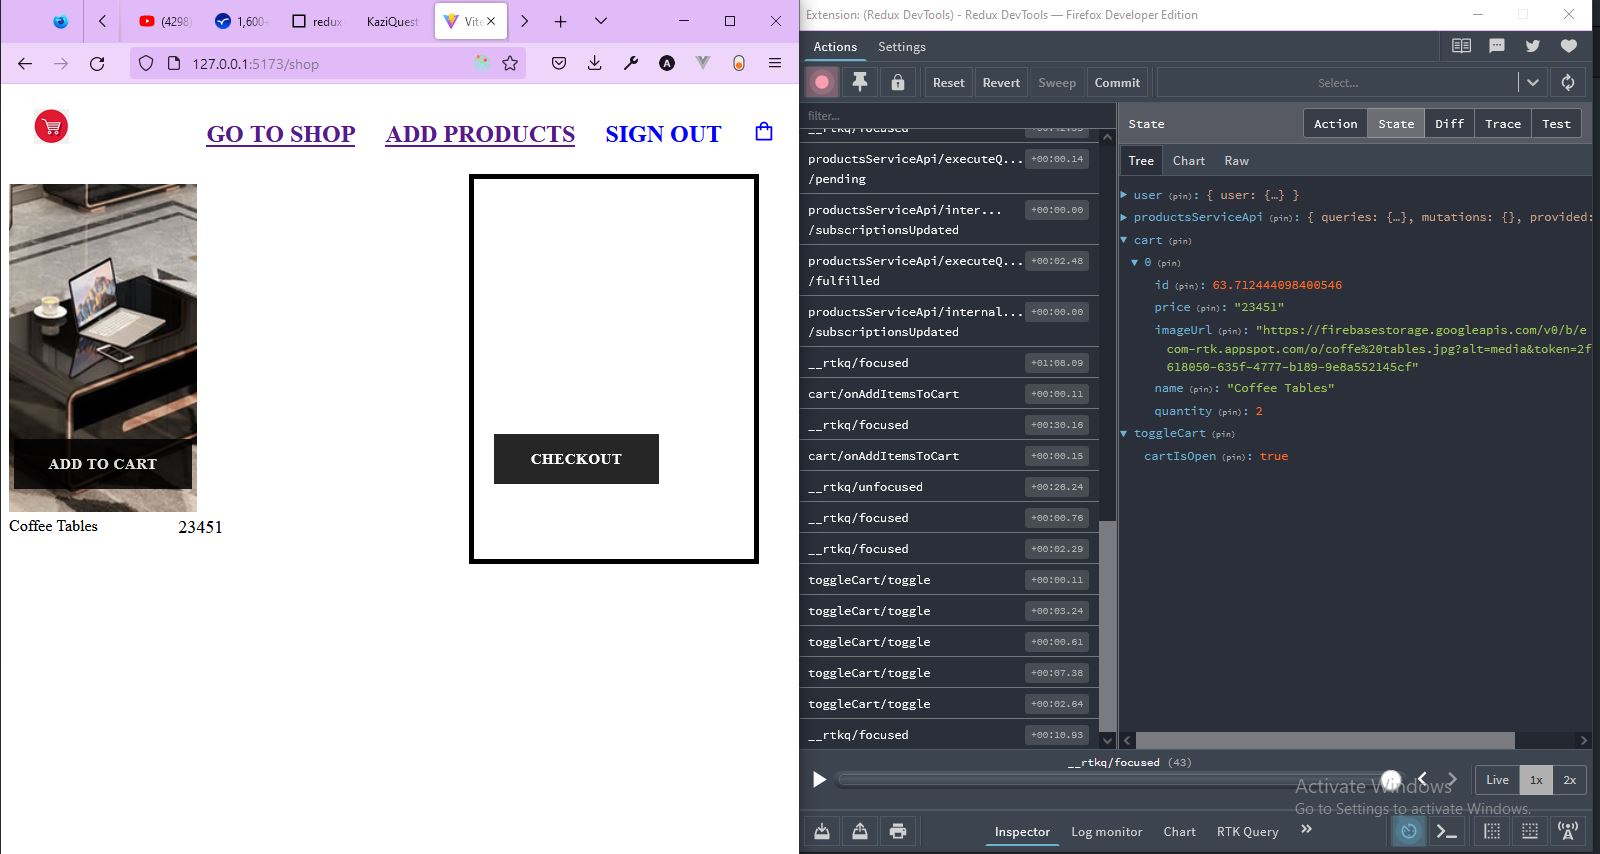 (4298)
1,600+
redux
KaziQuest
Vite
127.0.0.1:5173/shop
GO TO SHOP
ADD PRODUCTS
SIGN OUT
ADD TO CART
Coffee Tables
23451
CHECKOUT
Extension: (Redux DevTools) - Redux DevTools — Firefox Developer Edition
Actions
Settings
Reset
Revert
Sweep
Commit
Select...
filter...
__rtkq/focused
productsServiceApi/executeQ... +00:00.14
/pending
productsServiceApi/inter... +00:00.00
/subscriptionsUpdated
productsServiceApi/executeQ... +00:02.48
/fulfilled
productsServiceApi/internal... +00:00.00
/subscriptionsUpdated
__rtkq/focused +01:08.09
cart/onAddItemsToCart +00:00.11
__rtkq/focused +00:30.16
cart/onAddItemsToCart +00:00.15
__rtkq/unfocused +00:26.24
__rtkq/focused +00:00.76
__rtkq/focused +00:02.29
toggleCart/toggle +00:00.11
toggleCart/toggle +00:03.24
toggleCart/toggle +00:00.61
toggleCart/toggle +00:07.38
toggleCart/toggle +00:02.64
__rtkq/focused +00:10.93
State
Action
State
Diff
Trace
Test
Tree
Chart
Raw
user (pin): { user: {…} }
productsServiceApi (pin): { queries: {…}, mutations: {}, provided:
cart (pin)
0 (pin)
id (pin): 63.712444098400546
price (pin): "23451"
imageUrl (pin): "https://firebasestorage.googleapis.com/v0/b/e
com-rtk.appspot.com/o/coffe%20tables.jpg?alt=media&token=2f
618050-635f-4777-b189-9e8a552145cf"
name (pin): "Coffee Tables"
quantity (pin): 2
toggleCart (pin)
cartIsOpen (pin): true
__rtkq/focused (43)
Live
1x
2x
Activate Windows
Go to Settings to activate Windows.
Inspector
Log monitor
Chart
RTK Query